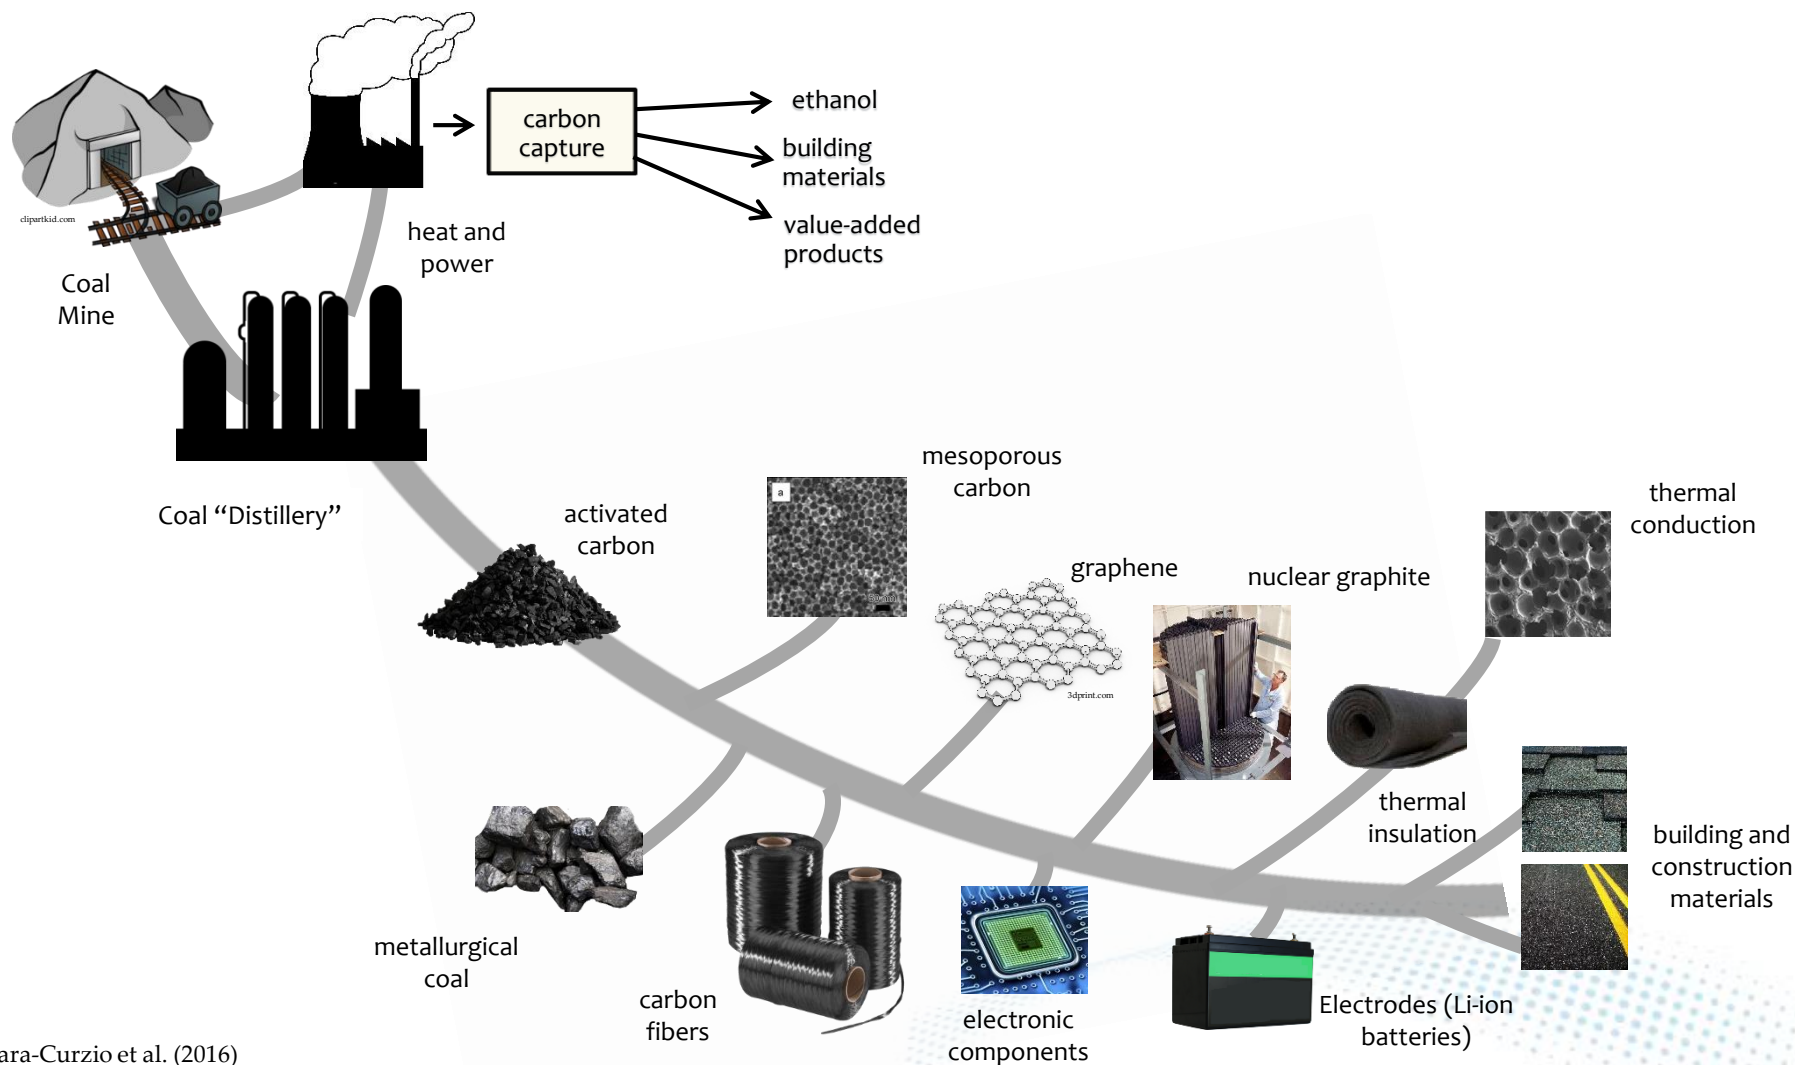 ethanol
carbon
capture
building
materials
value-added
products
clipartkid.com
heat and
power
Coal
Mine
mesoporous
carbon
thermal
conduction
a
Coal “Distillery”
activated
carbon
graphene
nuclear graphite
3dprint.com
thermal
insulation
building and
construction
materials
metallurgical
coal
carbon
fibers
electronic
components
Electrodes (Li-ion
batteries)
ara-Curzio et al. (2016)